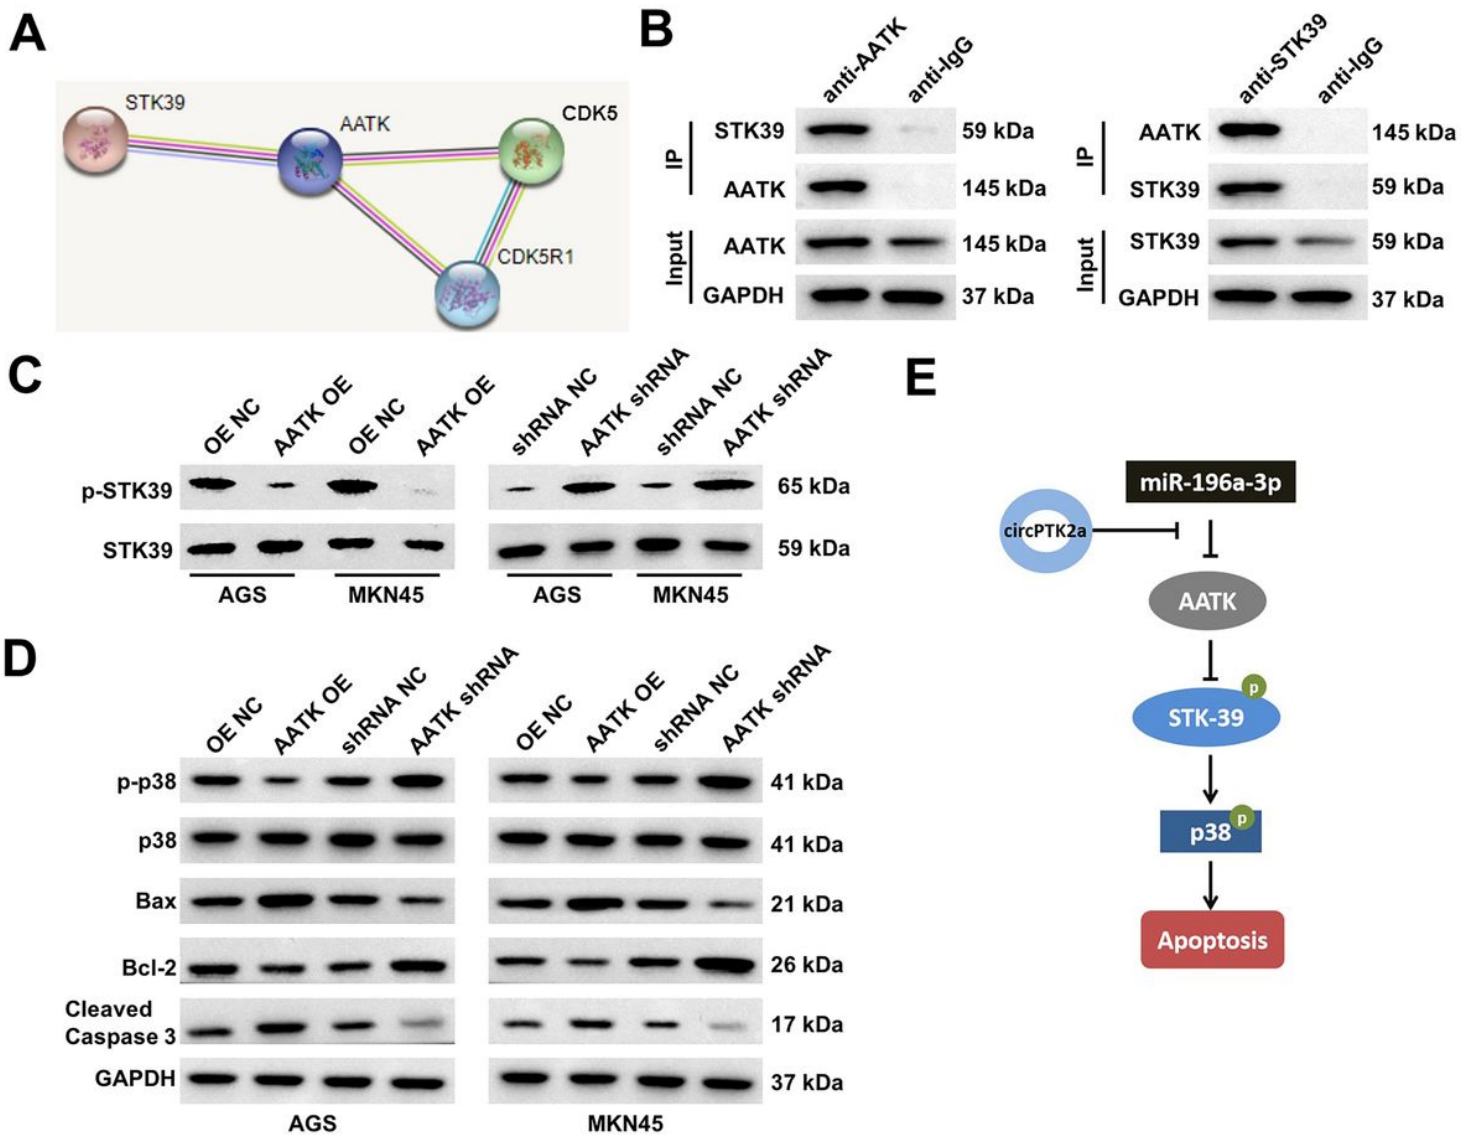 A
STK39
AATK
CDK5
CDK5R1
B
anti-AATK
anti-IgG
IP
STK39
59 kDa
AATK
145 kDa
Input
AATK
145 kDa
GAPDH
37 kDa
anti-STK39
anti-IgG
IP
AATK
145 kDa
STK39
59 kDa
Input
STK39
59 kDa
GAPDH
37 kDa
C
OE NC
AATK OE
OE NC
AATK OE
shRNA NC
AATK shRNA
shRNA NC
AATK shRNA
p-STK39
65 kDa
STK39
59 kDa
AGS
MKN45
AGS
MKN45
D
OE NC
AATK OE
shRNA NC
AATK shRNA
OE NC
AATK OE
shRNA NC
AATK shRNA
p-p38
41 kDa
p38
41 kDa
Bax
21 kDa
Bcl-2
26 kDa
Cleaved
Caspase 3
17 kDa
GAPDH
37 kDa
AGS
MKN45
E
miR-196a-3p
circPTK2a
AATK
p
STK-39
p
p38
Apoptosis